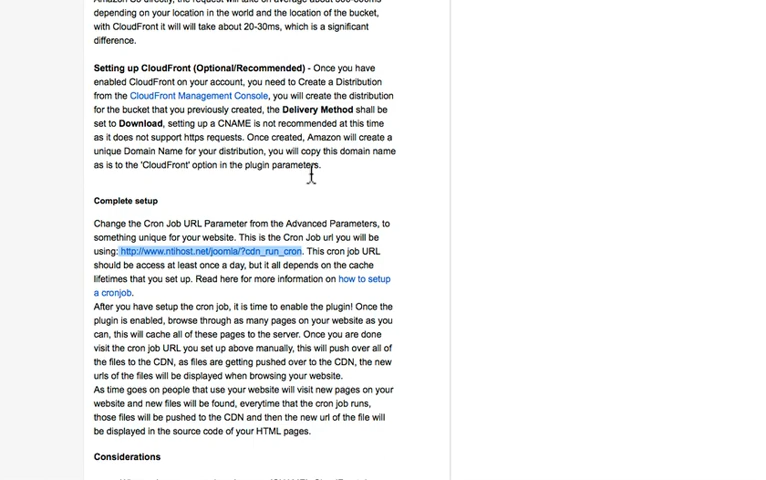 depending on your location in the world and the location of the bucket,
with CloudFront it will will take about 20-30ms, which is a significant
difference.
Setting up CloudFront (Optional/Recommended) - Once you have
enabled CloudFront on your account, you need to Create a Distribution
from the CloudFront Management Console, you will create the distribution
for the bucket that you previously created, the Delivery Method shall be
set to Download, setting up a CNAME is not recommended at this time
as it does not support https requests. Once created, Amazon will create a
unique Domain Name for your distribution, you will copy this domain name
as is to the 'CloudFront' option in the plugin parameters.
Complete setup
Change the Cron Job URL Parameter from the Advanced Parameters, to
something unique for your website. This is the Cron Job url you will be
using: http://www.ntihost.net/joomla/?cdn_run_cron. This cron job URL
should be access at least once a day, but it all depends on the cache
lifetimes that you set up. Read here for more information on how to setup
a cronjob.
After you have setup the cron job, it is time to enable the plugin! Once the
plugin is enabled, browse through as many pages on your website as you
can, this will cache all of these pages to the server. Once you are done
visit the cron job URL you set up above manually, this will push over all of
the files to the CDN, as files are getting pushed over to the CDN, the new
urls of the files will be displayed when browsing your website.
As time goes on people that use your website will visit new pages on your
website and new files will be found, everytime that the cron job runs,
those files will be pushed to the CDN and then the new url of the file will
be displayed in the source code of your HTML pages.
Considerations